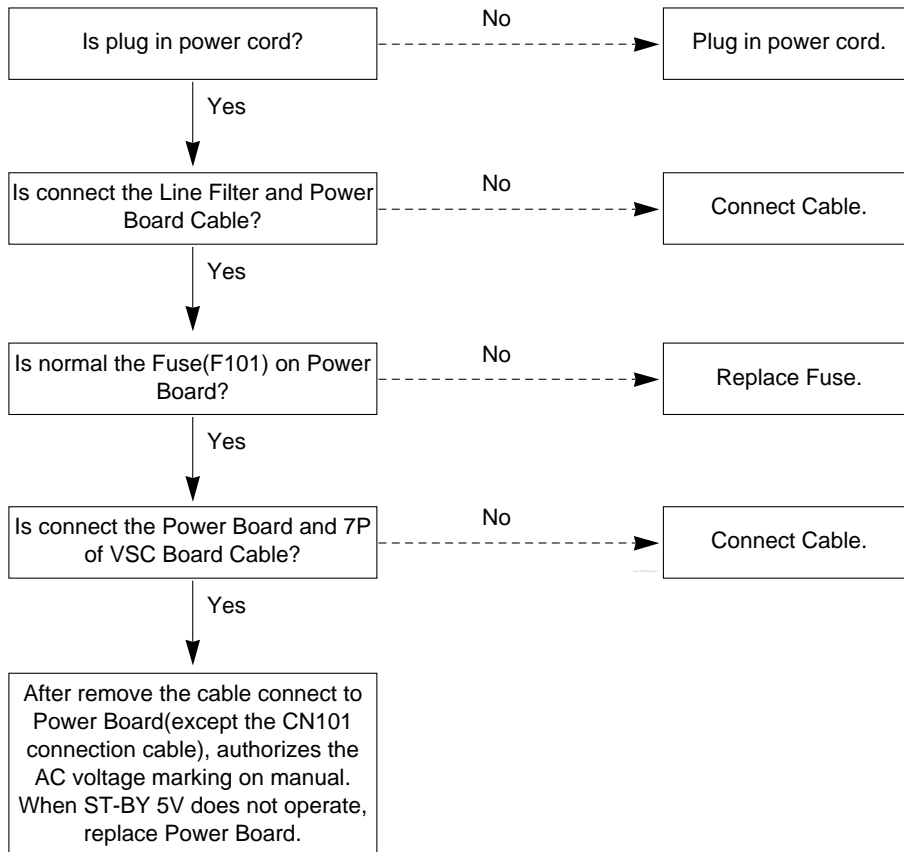 Is plug in power cord?
No
Plug in power cord.
Yes
Is connect the Line Filter and Power
Board Cable?
No
Connect Cable.
Yes
Is normal the Fuse(F101) on Power
Board?
No
Replace Fuse.
Yes
Is connect the Power Board and 7P
of VSC Board Cable?
No
Connect Cable.
Yes
After remove the cable connect to
Power Board(except the CN101
connection cable), authorizes the
AC voltage marking on manual.
When ST-BY 5V does not operate,
replace Power Board.